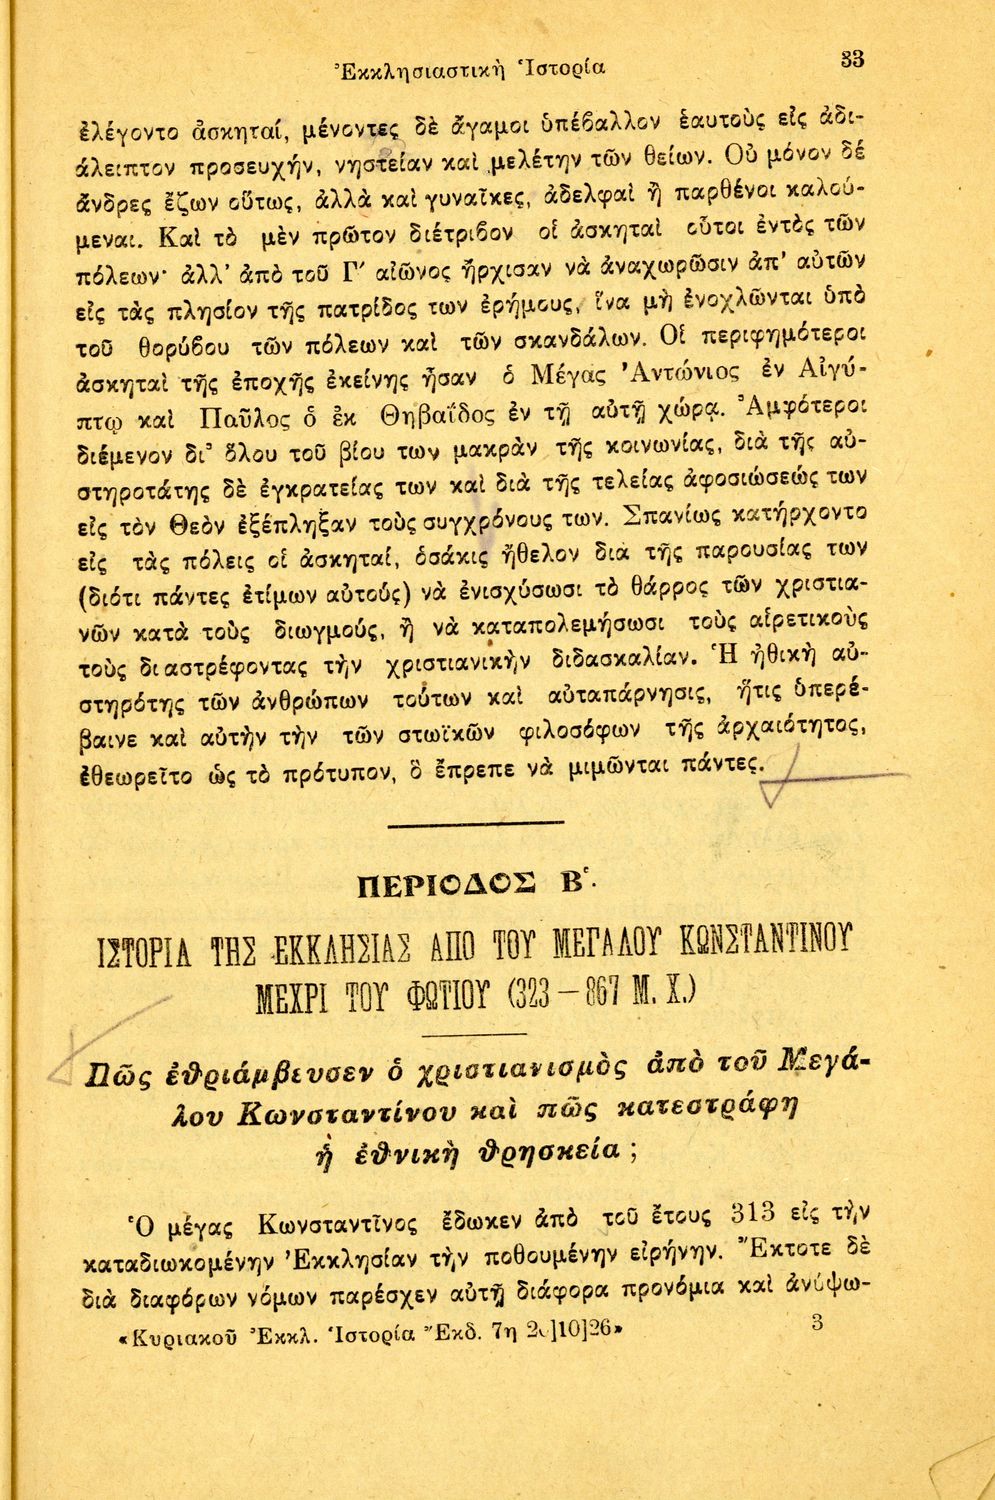 Ἐκκλησιαστικὴ Ἱστορία 33
ἐλέγοντο ἀσκηταί, μένοντες δὲ ἄγαμοι ὑπέβαλλον ἑαυτοὺς εἰς ἀδι-
άλειπτον προσευχήν, νηστείαν καὶ μελέτην τῶν θείων. Οὐ μόνον δέ
ἄνδρες ἔζων οὕτως, ἀλλὰ καὶ γυναῖκες, ἀδελφαὶ ἢ παρθένοι καλού-
μεναι. Καὶ τὸ μὲν πρῶτον διέτριβον οἱ ἀσκηταὶ οὗτοι ἐντὸς τῶν
πόλεων· ἀλλ' ἀπὸ τοῦ Γ′ αἰῶνος ἤρχισαν νὰ ἀναχωρῶσιν ἀπ' αὐτῶν
εἰς τὰς πλησίον τῆς πατρίδος των ἐρήμους, ἵνα μὴ ἐνοχλῶνται ὑπὸ
τοῦ θορύβου τῶν πόλεων καὶ τῶν σκανδάλων. Οἱ περιφημότεροι
ἀσκηταὶ τῆς ἐποχῆς ἐκείνης ἦσαν ὁ Μέγας Ἀντώνιος ἐν Αἰγύ-
πτῳ καὶ Παῦλος ὁ ἐκ Θηβαΐδος ἐν τῇ αὐτῇ χώρᾳ. Ἀμφότεροι
διέμενον δι' ὅλου τοῦ βίου των μακρὰν τῆς κοινωνίας, διὰ τῆς αὐ-
στηροτάτης δὲ ἐγκρατείας των καὶ διὰ τῆς τελείας ἀφοσιώσεώς των
εἰς τὸν Θεὸν ἐξέπληξαν τοὺς συγχρόνους των. Σπανίως κατήρχοντο
εἰς τὰς πόλεις οἱ ἀσκηταί, ὁσάκις ἤθελον διὰ τῆς παρουσίας των
(διότι πάντες ἐτίμων αὐτούς) νὰ ἐνισχύσωσι τὸ θάρρος τῶν χριστια-
νῶν κατὰ τοὺς διωγμούς, ἢ νὰ καταπολεμήσωσι τοὺς αἱρετικοὺς
τοὺς διαστρέφοντας τὴν χριστιανικὴν διδασκαλίαν. Ἡ ἠθικὴ αὐ-
στηρότης τῶν ἀνθρώπων τούτων καὶ αὐταπάρνησις, ἥτις ὑπερέ-
βαινε καὶ αὐτὴν τὴν τῶν στωϊκῶν φιλοσόφων τῆς ἀρχαιότητος,
ἐθεωρεῖτο ὡς τὸ πρότυπον, ὃ ἔπρεπε νὰ μιμῶνται πάντες.
ΠΕΡΙΟΔΟΣ Β΄.
ΙΣΤΟΡΙΑ ΤΗΣ ΕΚΚΛΗΣΙΑΣ ΑΠΟ ΤΟΥ ΜΕΓΑΛΟΥ ΚΩΝΣΤΑΝΤΙΝΟΥ
ΜΕΧΡΙ ΤΟΥ ΦΩΤΙΟΥ (323 — 867 Μ. Χ.)
Πῶς ἐθριάμβευσεν ὁ χριστιανισμὸς ἀπὸ τοῦ Μεγά-
λου Κωνσταντίνου καὶ πῶς κατεστράφη
ἡ ἐθνικὴ θρησκεία ;
Ὁ μέγας Κωνσταντῖνος ἔδωκεν ἀπὸ τοῦ ἔτους 313 εἰς τὴν
καταδιωκομένην Ἐκκλησίαν τὴν ποθουμένην εἰρήνην. Ἔκτοτε δὲ
διὰ διαφόρων νόμων παρέσχεν αὐτῇ διάφορα προνόμια καὶ ἀνύψω-
«Κυριακοῦ Ἐκκλ. Ἱστορία Ἔκδ. 7η 20]10]26» 3